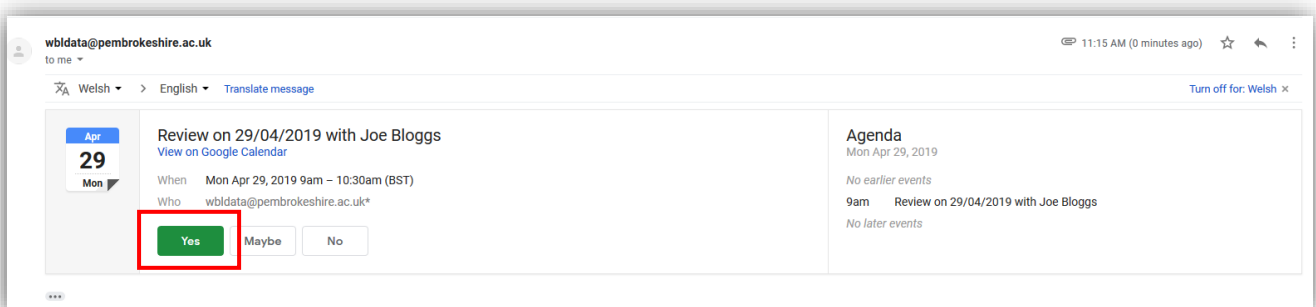 wbldata@pembrokeshire.ac.uk
11:15 AM (0 minutes ago)
to me
Welsh > English Translate message
Turn off for: Welsh ×
Apr
29
Mon
Review on 29/04/2019 with Joe Bloggs
View on Google Calendar
When Mon Apr 29, 2019 9am – 10:30am (BST)
Who wbldata@pembrokeshire.ac.uk*
Yes Maybe No
Agenda
Mon Apr 29, 2019
No earlier events
9am Review on 29/04/2019 with Joe Bloggs
No later events